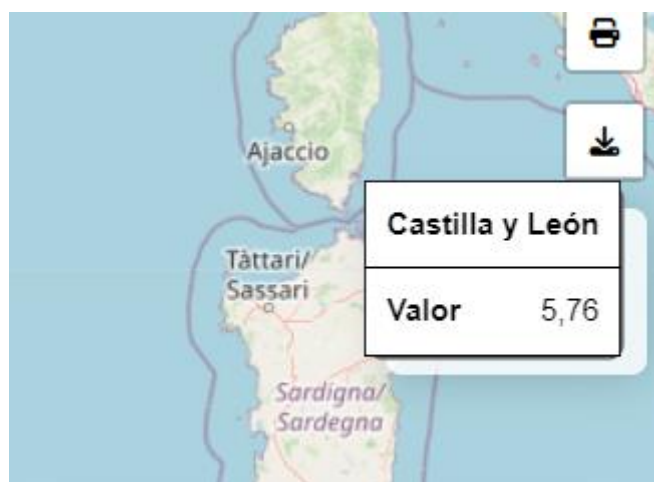 Ajaccio
Castilla y León
Tàttari/
Sassari
Valor 5,76
Sardigna/
Sardegna